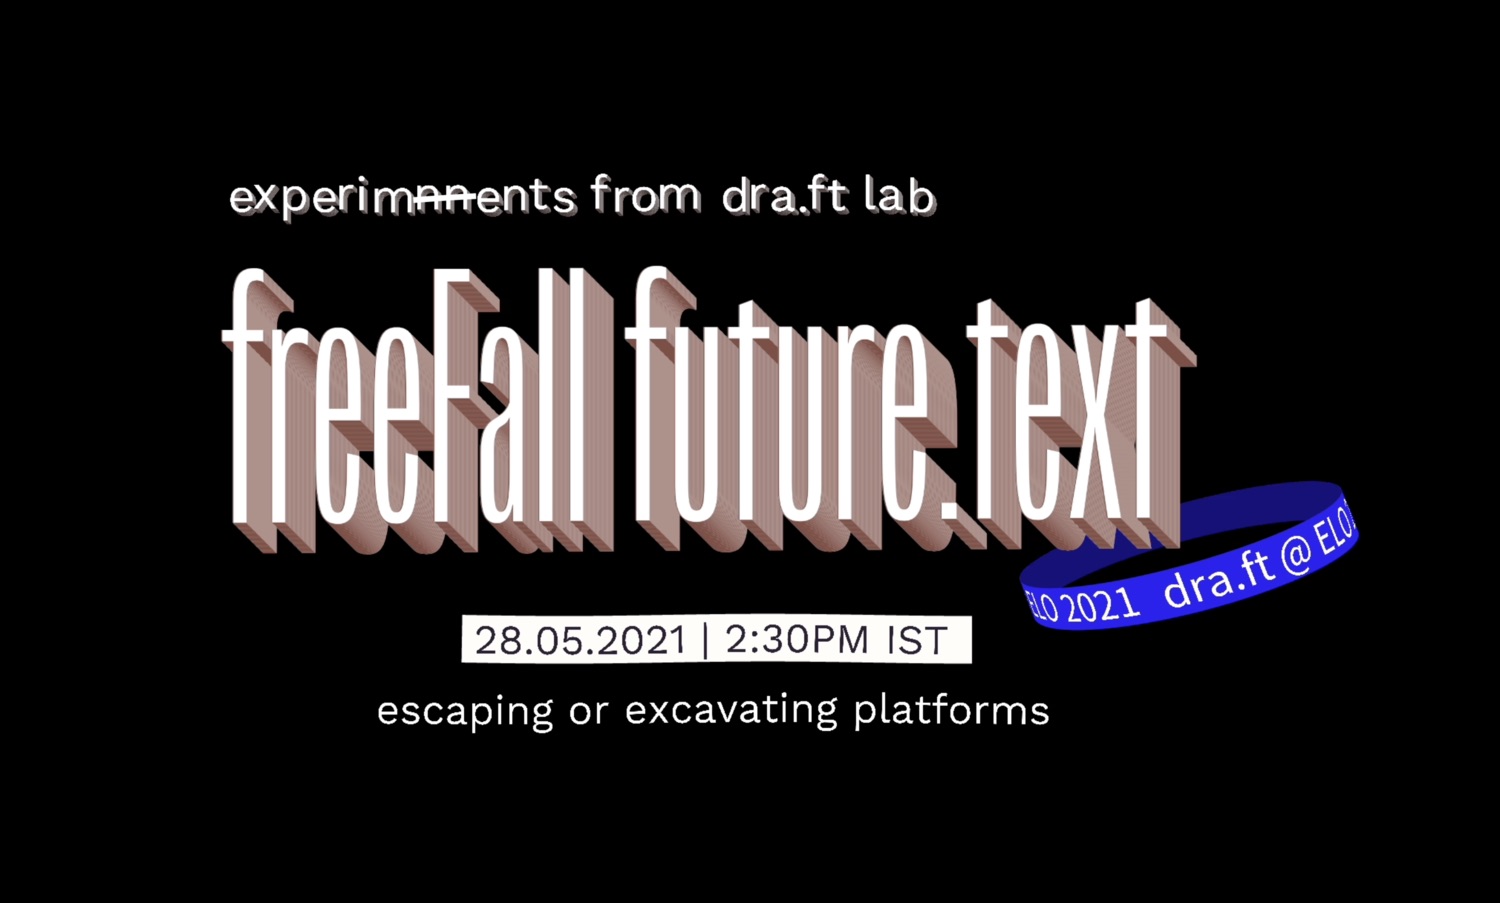 experimnnents from dra.ft lab
freeFall future.text
ELO 2021 dra.ft @ ELO
28.05.2021 | 2:30PM IST
escaping or excavating platforms